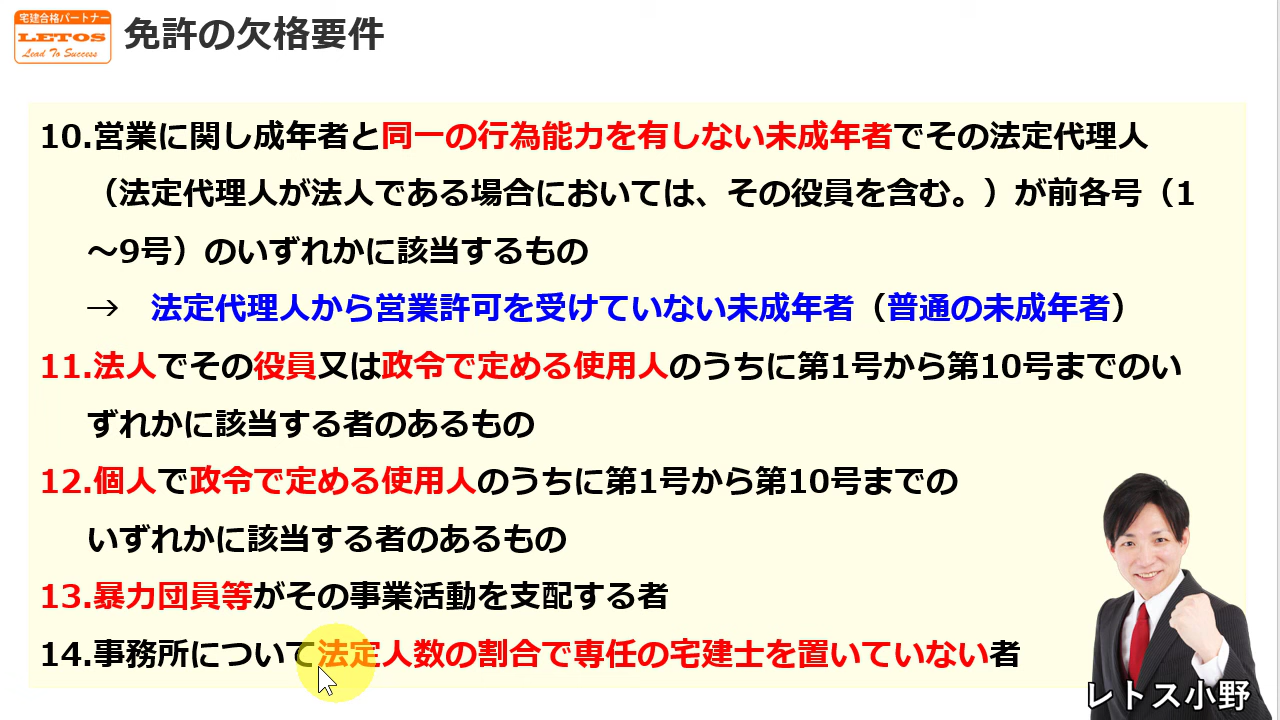 宅建合格パートナー
LETOS
Lead To Success
免許の欠格要件
10.営業に関し成年者と同一の行為能力を有しない未成年者でその法定代理人
（法定代理人が法人である場合においては、その役員を含む。）が前各号（1
～9号）のいずれかに該当するもの
→　法定代理人から営業許可を受けていない未成年者（普通の未成年者）
11.法人でその役員又は政令で定める使用人のうちに第1号から第10号までのい
ずれかに該当する者のあるもの
12.個人で政令で定める使用人のうちに第1号から第10号までの
いずれかに該当する者のあるもの
13.暴力団員等がその事業活動を支配する者
14.事務所について法定人数の割合で専任の宅建士を置いていない者
レトス小野